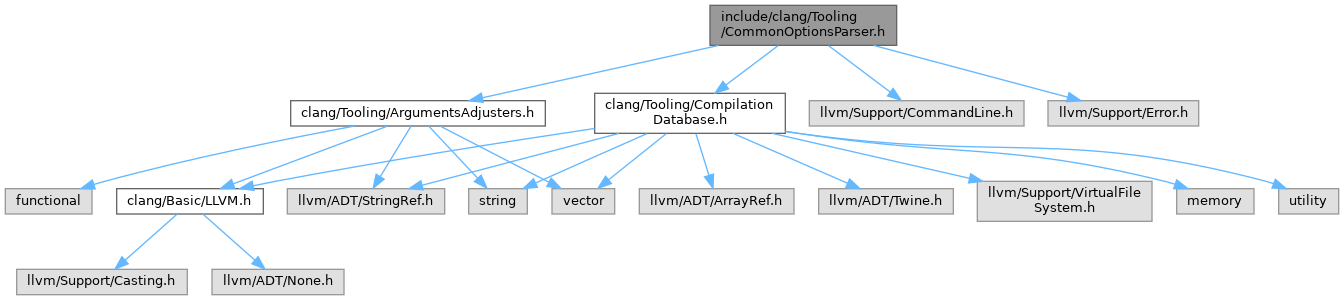 include/clang/Tooling
/CommonOptionsParser.h
clang/Tooling/ArgumentsAdjusters.h
clang/Tooling/Compilation
Database.h
llvm/Support/CommandLine.h
llvm/Support/Error.h
functional
clang/Basic/LLVM.h
llvm/ADT/StringRef.h
string
vector
llvm/ADT/ArrayRef.h
llvm/ADT/Twine.h
llvm/Support/VirtualFile
System.h
memory
utility
llvm/Support/Casting.h
llvm/ADT/None.h